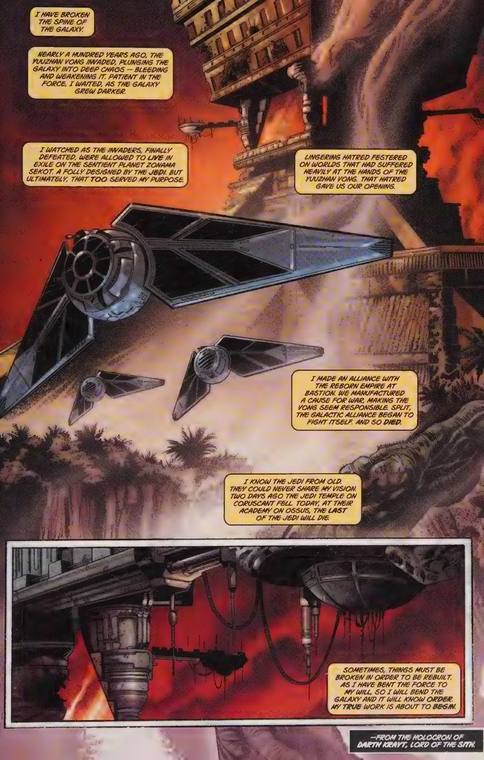 I HAVE BROKEN
THE SPINE OF
THE GALAXY.
NEARLY A HUNDRED YEARS AGO, THE
YUUZHAN VONG INVADED, PLUNGING THE
GALAXY INTO DEEP CHAOS -- BLEEDING
AND WEAKENING IT. PATIENT IN THE
FORCE, I WAITED, AS THE GALAXY
GREW DARKER.
I WATCHED AS THE INVADERS, FINALLY
DEFEATED, WERE ALLOWED TO LIVE IN
EXILE ON THE SENTIENT PLANET ZONAMA
SEKOT. A FOLLY DESIGNED BY THE JEDI. BUT
ULTIMATELY, THAT TOO SERVED MY PURPOSE.
LINGERING HATRED FESTERED
ON WORLDS THAT HAD SUFFERED
HEAVILY AT THE HANDS OF THE
YUUZHAN VONG. THAT HATRED
GAVE US OUR OPENING.
I MADE AN ALLIANCE WITH
THE REBORN EMPIRE AT
BASTION. WE MANUFACTURED
A CAUSE FOR WAR, MAKING THE
VONG SEEM RESPONSIBLE. SPLIT,
THE GALACTIC ALLIANCE BEGAN TO
FIGHT ITSELF. AND SO DIED.
I KNOW THE JEDI FROM OLD.
THEY COULD NEVER SHARE MY VISION.
TWO DAYS AGO THE JEDI TEMPLE ON
CORUSCANT FELL. TODAY, AT THEIR
ACADEMY ON OSSUS, THE LAST
OF THE JEDI WILL DIE.
SOMETIMES, THINGS MUST BE
BROKEN IN ORDER TO BE REBUILT.
AS I HAVE BENT THE FORCE TO
MY WILL, SO I WILL BEND THE
GALAXY AND IT WILL KNOW ORDER.
MY TRUE WORK IS ABOUT TO BEGIN.
--FROM THE HOLOCRON OF
DARTH KRAYT, LORD OF THE SITH.